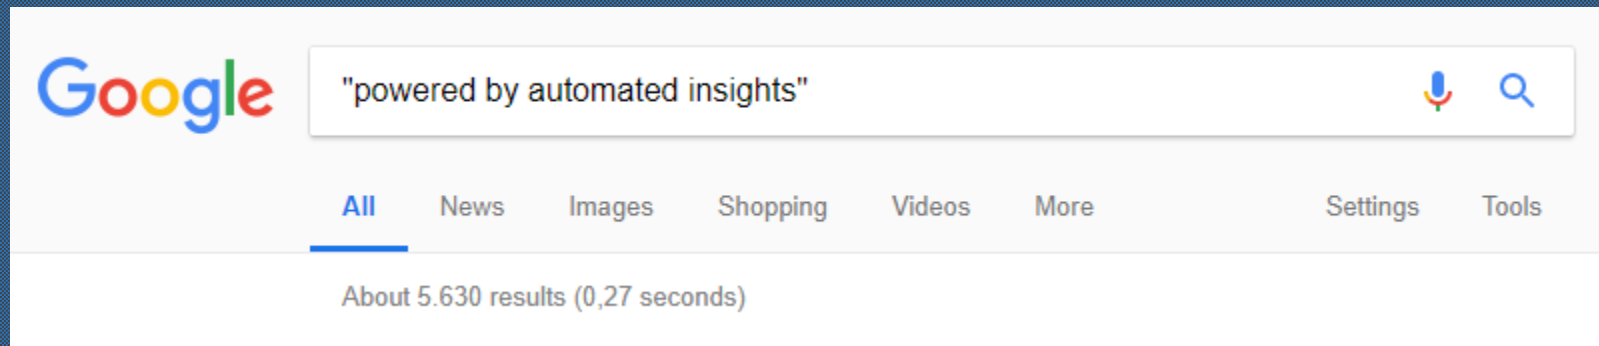 Google "powered by automated insights"
All News Images Shopping Videos More Settings Tools
About 5.630 results (0,27 seconds)